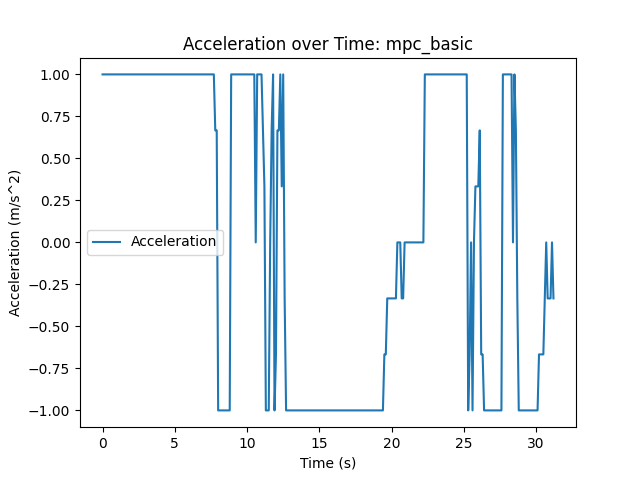 Acceleration over Time: mpc_basic
Acceleration (m/s^2)
1.00
0.75
0.50
0.25
0.00
−0.25
−0.50
−0.75
−1.00
Acceleration
0 5 10 15 20 25 30
Time (s)